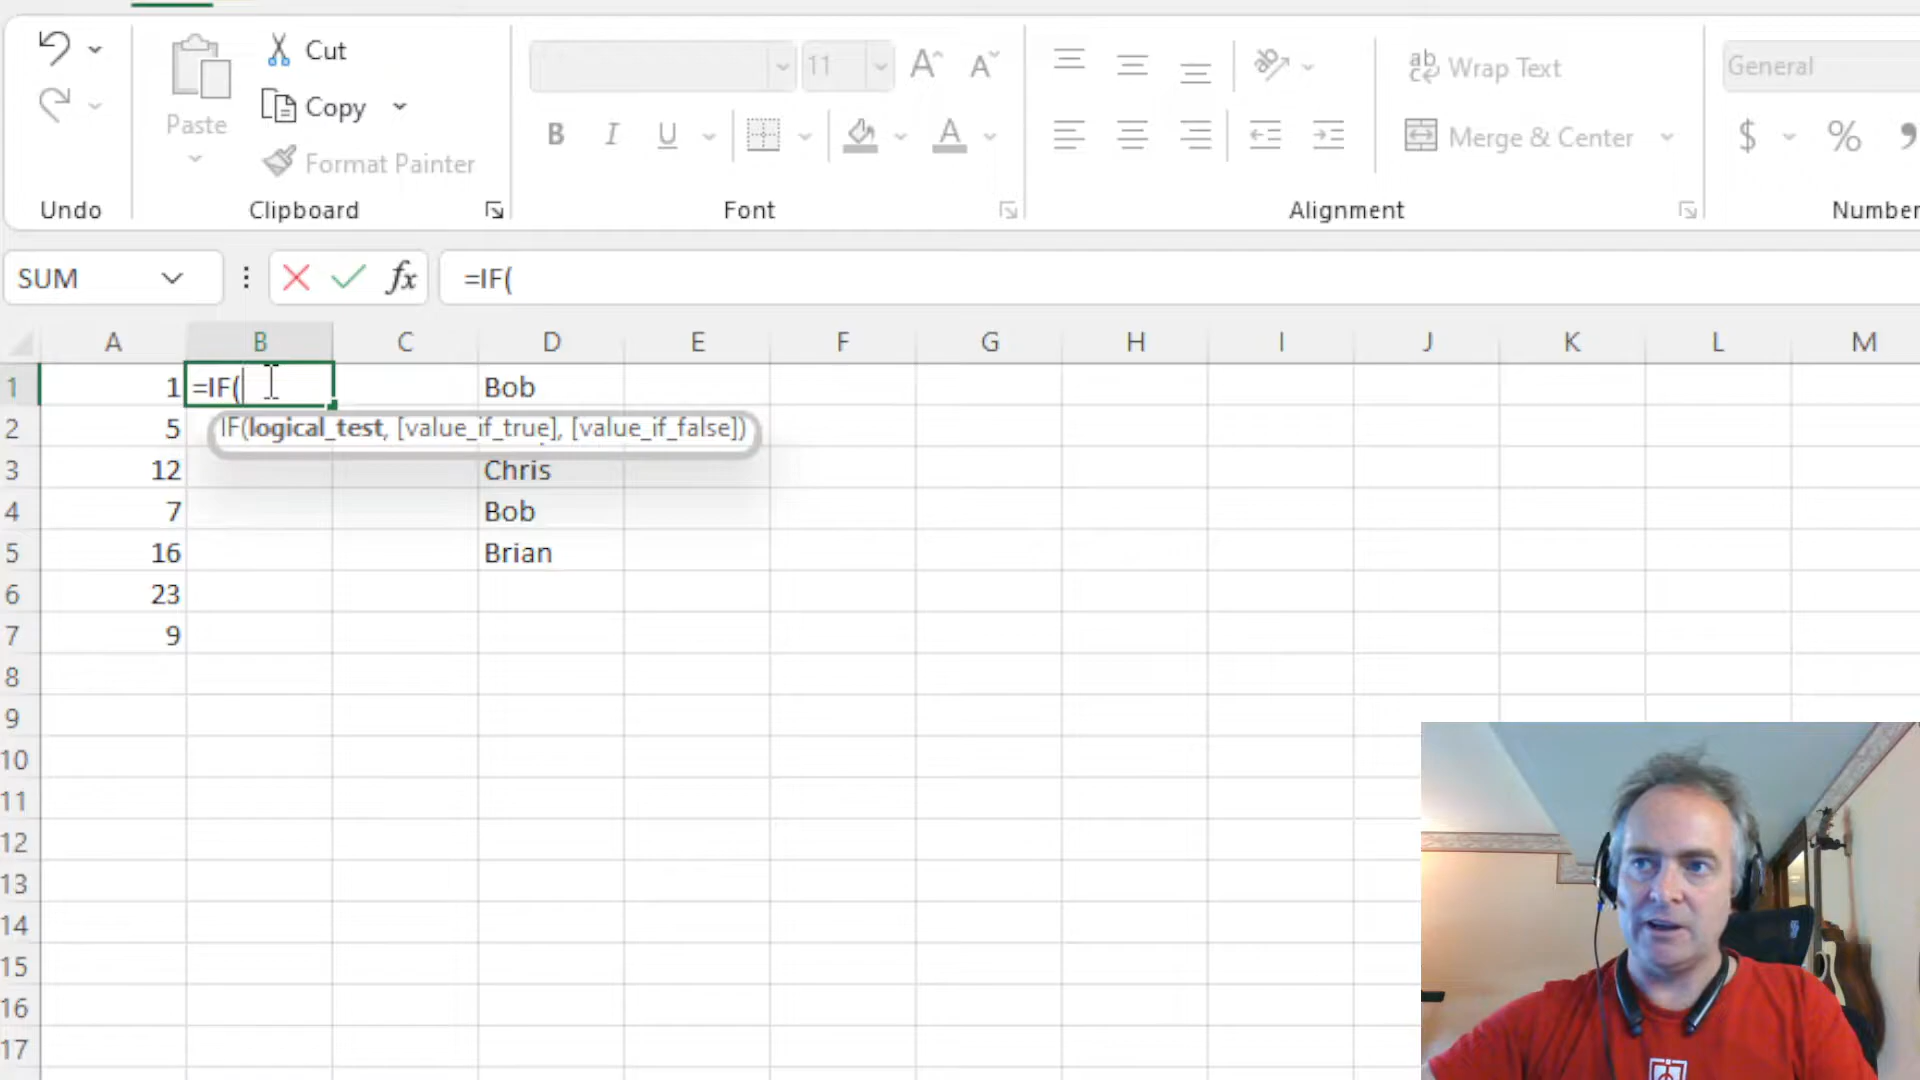 Cut
Copy
Paste
Format Painter
11
B I U
Wrap Text
Merge & Center
General
$ %
Undo Clipboard Font Alignment Number
SUM fx =IF(
A B C D E F G H I J K L M
1 1 =IF( Bob
2 5 IF(logical_test, [value_if_true], [value_if_false])
3 12 Chris
4 7 Bob
5 16 Brian
6 23
7 9
8
9
10
11
12
13
14
15
16
17